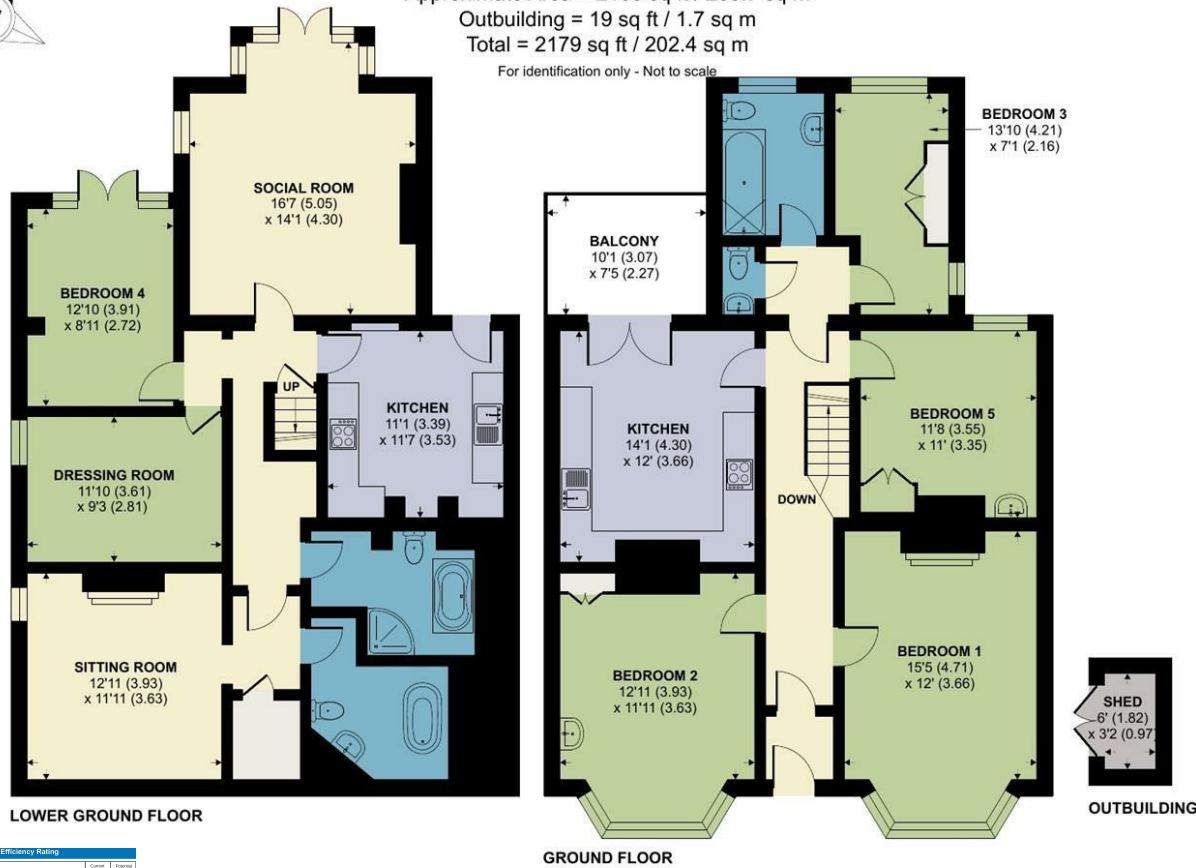 Outbuilding = 19 sq ft / 1.7 sq m
Total = 2179 sq ft / 202.4 sq m
For identification only - Not to scale
SOCIAL ROOM
16'7 (5.05)
x 14'1 (4.30)
BEDROOM 4
12'10 (3.91)
x 8'11 (2.72)
UP
KITCHEN
11'1 (3.39)
x 11'7 (3.53)
DRESSING ROOM
11'10 (3.61)
x 9'3 (2.81)
SITTING ROOM
12'11 (3.93)
x 11'11 (3.63)
LOWER GROUND FLOOR
BEDROOM 3
13'10 (4.21)
x 7'1 (2.16)
BALCONY
10'1 (3.07)
x 7'5 (2.27)
KITCHEN
14'1 (4.30)
x 12' (3.66)
BEDROOM 5
11'8 (3.55)
x 11' (3.35)
DOWN
BEDROOM 2
12'11 (3.93)
x 11'11 (3.63)
BEDROOM 1
15'5 (4.71)
x 12' (3.66)
GROUND FLOOR
SHED
6' (1.82)
x 3'2 (0.97)
OUTBUILDING
Efficiency Rating
Current Potential